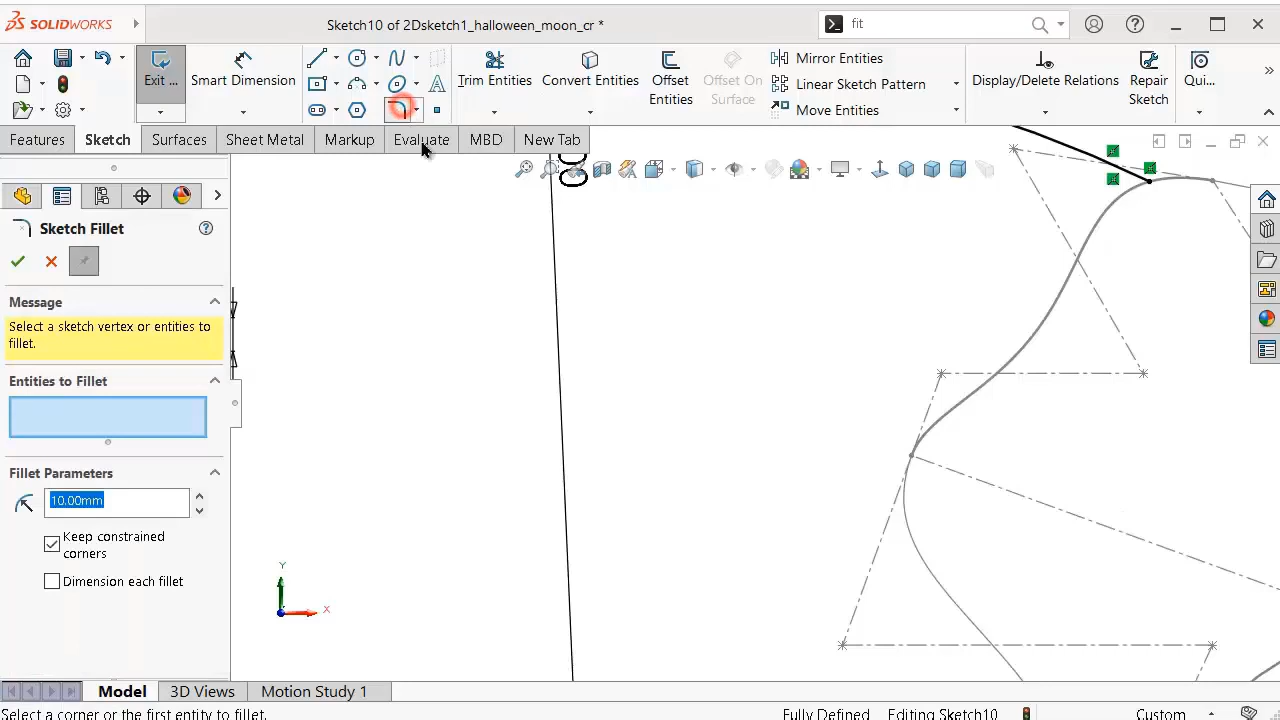 SOLIDWORKS
Sketch10 of 2Dsketch1_halloween_moon_cr *
fit
Exit ...
Smart Dimension
Trim Entities
Convert Entities
Offset Entities
Offset On Surface
Mirror Entities
Linear Sketch Pattern
Move Entities
Display/Delete Relations
Repair Sketch
Qui...
Features
Sketch
Surfaces
Sheet Metal
Markup
Evaluate
MBD
New Tab
Sketch Fillet
Message
Select a sketch vertex or entities to
fillet.
Entities to Fillet
Fillet Parameters
10.00mm
Keep constrained
corners
Dimension each fillet
Y
X
Model
3D Views
Motion Study 1
Select a corner or the first entity to fillet.
Fully Defined
Editing Sketch10
Custom